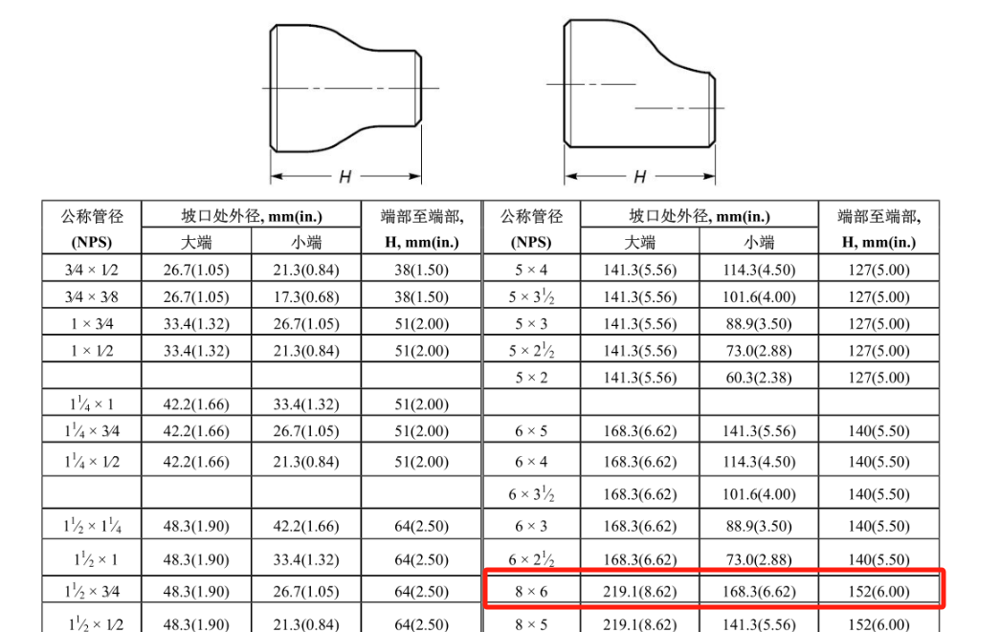 H
H
公称管径 坡口处外径, mm(in.) 端部至端部, 公称管径 坡口处外径, mm(in.) 端部至端部,
(NPS) 大端 小端 H, mm(in.) (NPS) 大端 小端 H, mm(in.)
3/4 × 1/2 26.7(1.05) 21.3(0.84) 38(1.50) 5 × 4 141.3(5.56) 114.3(4.50) 127(5.00)
3/4 × 3/8 26.7(1.05) 17.3(0.68) 38(1.50) 5 × 3½ 141.3(5.56) 101.6(4.00) 127(5.00)
1 × 3/4 33.4(1.32) 26.7(1.05) 51(2.00) 5 × 3 141.3(5.56) 88.9(3.50) 127(5.00)
1 × 1/2 33.4(1.32) 21.3(0.84) 51(2.00) 5 × 2½ 141.3(5.56) 73.0(2.88) 127(5.00)
5 × 2 141.3(5.56) 60.3(2.38) 127(5.00)
1¼ × 1 42.2(1.66) 33.4(1.32) 51(2.00)
1¼ × 3/4 42.2(1.66) 26.7(1.05) 51(2.00) 6 × 5 168.3(6.62) 141.3(5.56) 140(5.50)
1¼ × 1/2 42.2(1.66) 21.3(0.84) 51(2.00) 6 × 4 168.3(6.62) 114.3(4.50) 140(5.50)
6 × 3½ 168.3(6.62) 101.6(4.00) 140(5.50)
1½ × 1¼ 48.3(1.90) 42.2(1.66) 64(2.50) 6 × 3 168.3(6.62) 88.9(3.50) 140(5.50)
1½ × 1 48.3(1.90) 33.4(1.32) 64(2.50) 6 × 2½ 168.3(6.62) 73.0(2.88) 140(5.50)
1½ × 3/4 48.3(1.90) 26.7(1.05) 64(2.50) 8 × 6 219.1(8.62) 168.3(6.62) 152(6.00)
1½ × 1/2 48.3(1.90) 21.3(0.84) 64(2.50) 8 × 5 219.1(8.62) 141.3(5.56) 152(6.00)